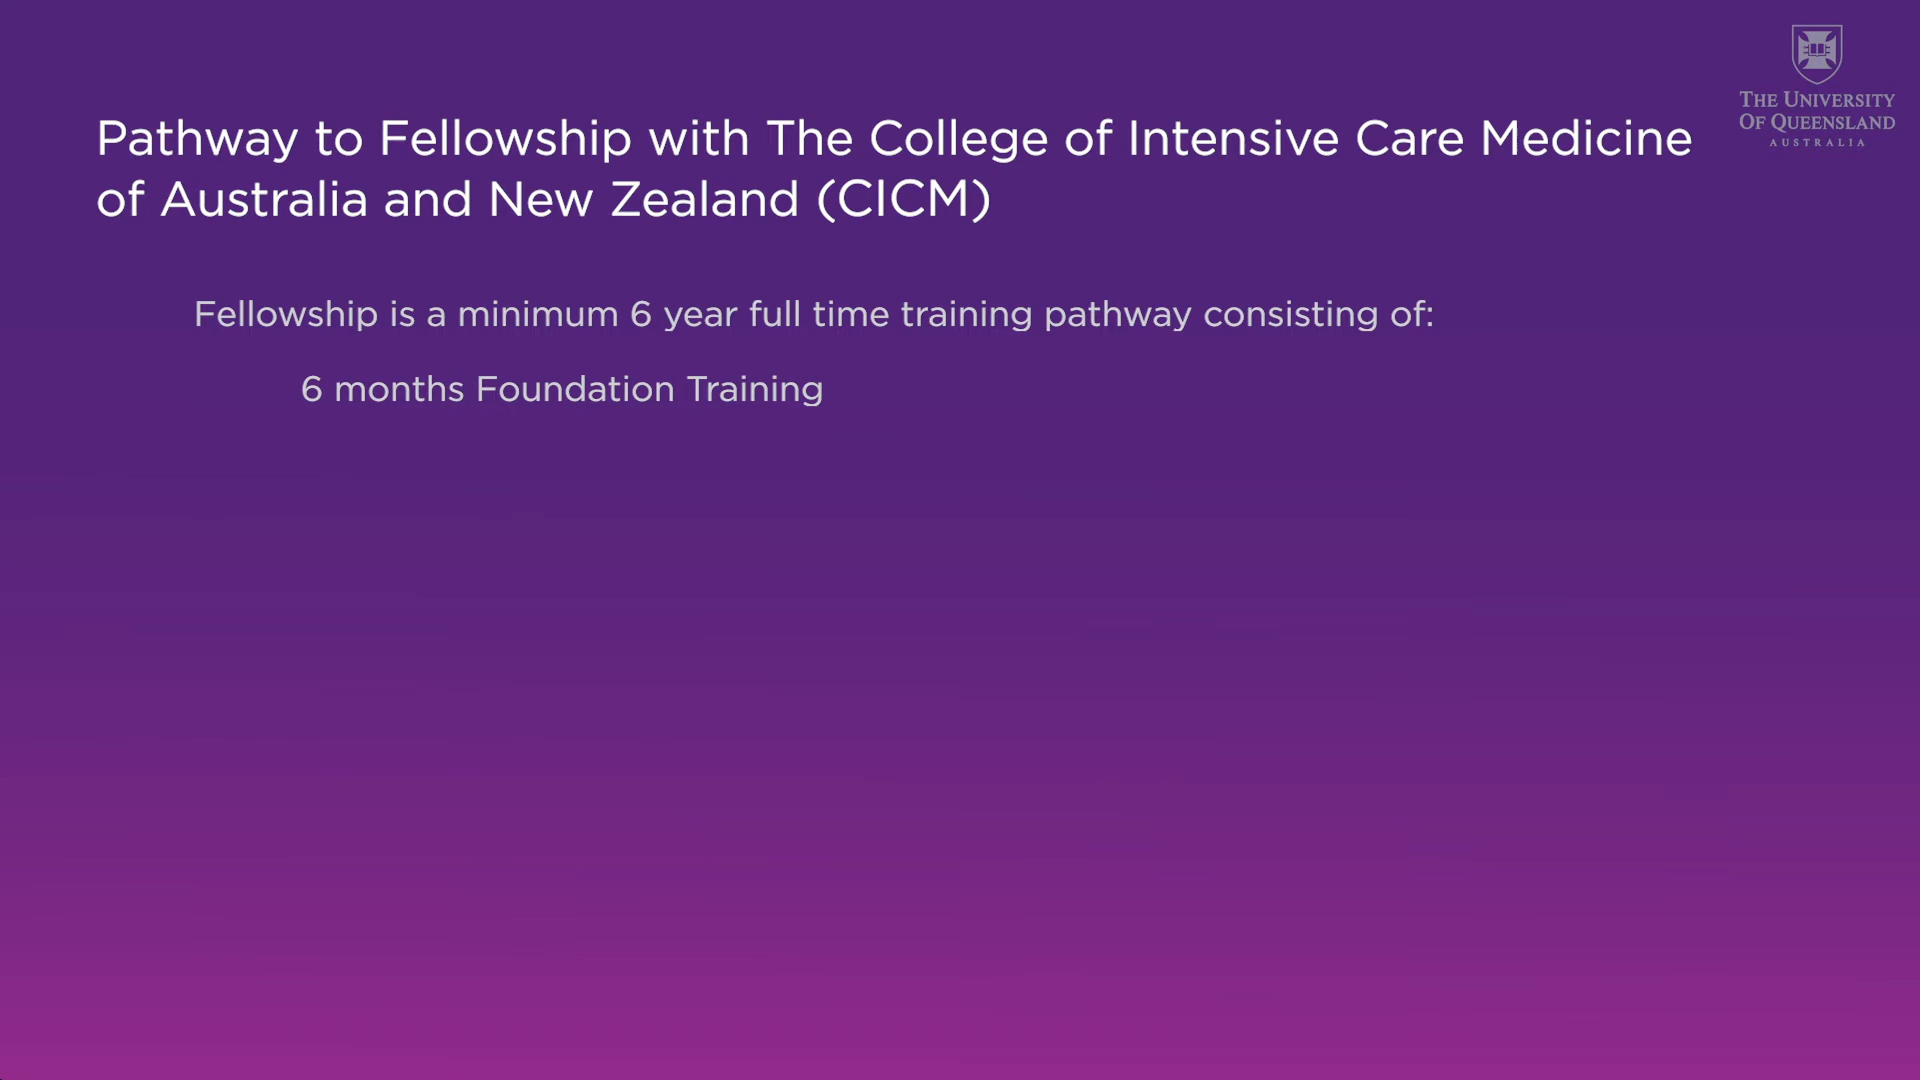 THE UNIVERSITY
OF QUEENSLAND
AUSTRALIA
Pathway to Fellowship with The College of Intensive Care Medicine
of Australia and New Zealand (CICM)
Fellowship is a minimum 6 year full time training pathway consisting of:
6 months Foundation Training